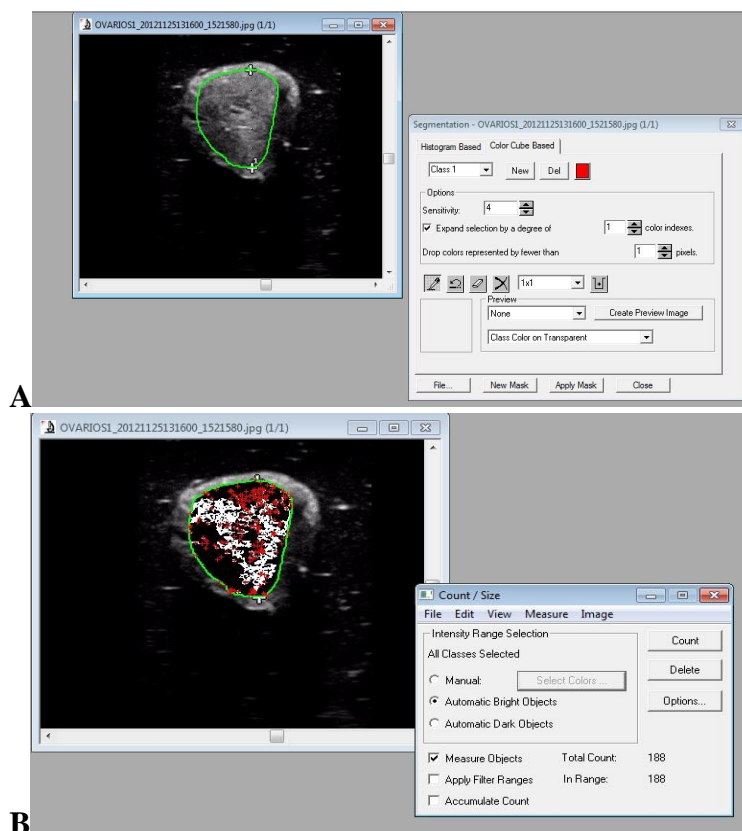 OVARIOS1_20121125131600_1521580.jpg (1/1)
Segmentation - OVARIOS1_20121125131600_1521580.jpg (1/1)
Histogram Based Color Cube Based
Class 1 New Del
Options
Sensitivity: 4
Expand selection by a degree of 1 color indexes.
Drop colors represented by fewer than 1 pixels.
1x1
Preview
None Create Preview Image
Class Color on Transparent
File... New Mask Apply Mask Close
A
OVARIOS1_20121125131600_1521580.jpg (1/1)
Count / Size
File Edit View Measure Image
Intensity Range Selection
All Classes Selected
Manual: Select Colors ...
Automatic Bright Objects
Automatic Dark Objects
Count
Delete
Options...
Measure Objects Total Count: 188
Apply Filter Ranges In Range: 188
Accumulate Count
B